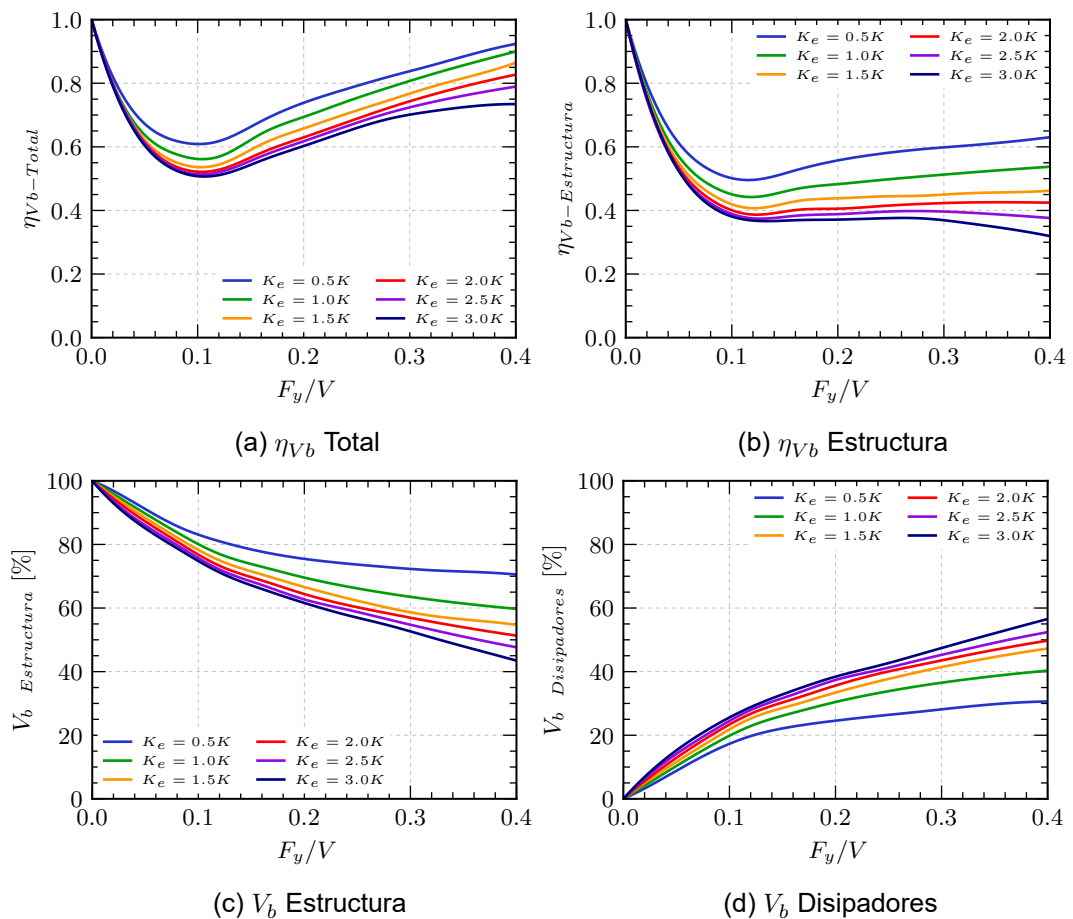 1.0
0.8
0.6
0.4
0.2
0.0
η_{Vb−Total}
K_e = 0.5K
K_e = 1.0K
K_e = 1.5K
K_e = 2.0K
K_e = 2.5K
K_e = 3.0K
0.0 0.1 0.2 0.3 0.4
F_y/V
(a) η_{Vb} Total
1.0
0.8
0.6
0.4
0.2
0.0
η_{Vb−Estructura}
K_e = 0.5K
K_e = 1.0K
K_e = 1.5K
K_e = 2.0K
K_e = 2.5K
K_e = 3.0K
0.0 0.1 0.2 0.3 0.4
F_y/V
(b) η_{Vb} Estructura
100
80
60
40
20
0
V_{b Estructura} [%]
K_e = 0.5K
K_e = 1.0K
K_e = 1.5K
K_e = 2.0K
K_e = 2.5K
K_e = 3.0K
0.0 0.1 0.2 0.3 0.4
F_y/V
(c) V_b Estructura
100
80
60
40
20
0
V_{b Disipadores} [%]
K_e = 0.5K
K_e = 1.0K
K_e = 1.5K
K_e = 2.0K
K_e = 2.5K
K_e = 3.0K
0.0 0.1 0.2 0.3 0.4
F_y/V
(d) V_b Disipadores